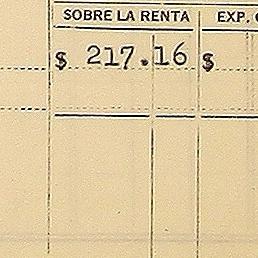 SOBRE LA RENTA EXP.
$ 217.16 $